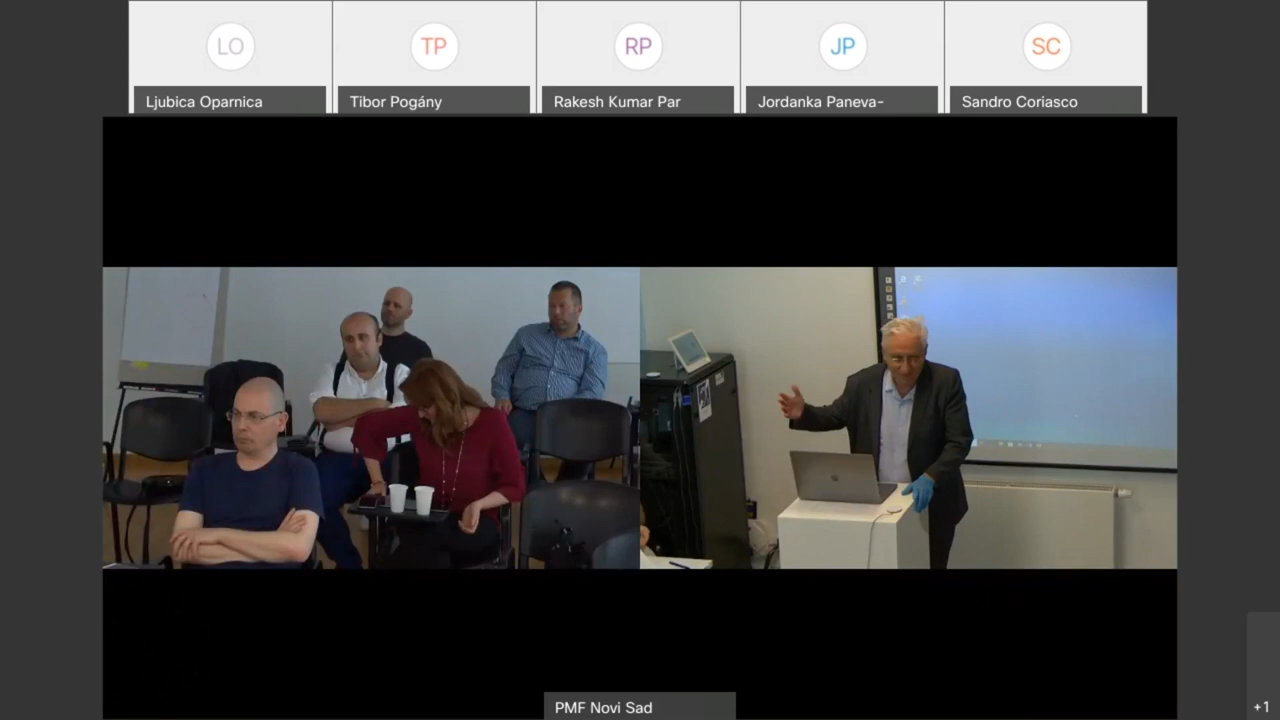 LO
TP
RP
JP
SC
Ljubica Oparnica
Tibor Pogány
Rakesh Kumar Par
Jordanka Paneva-
Sandro Coriasco
PMF Novi Sad
+1